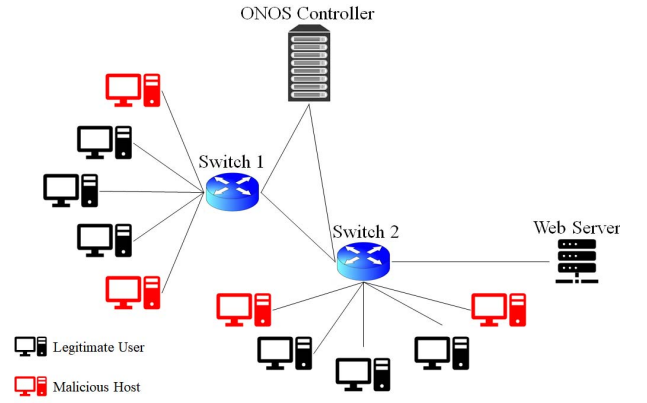 ONOS Controller
Switch 1
Switch 2
Web Server
Legitimate User
Malicious Host